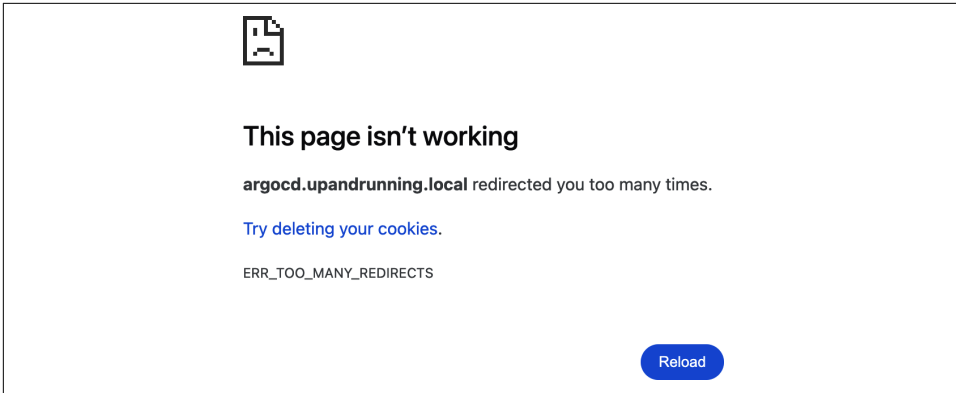 This page isn’t working
argocd.upandrunning.local redirected you too many times.
Try deleting your cookies.
ERR_TOO_MANY_REDIRECTS
Reload